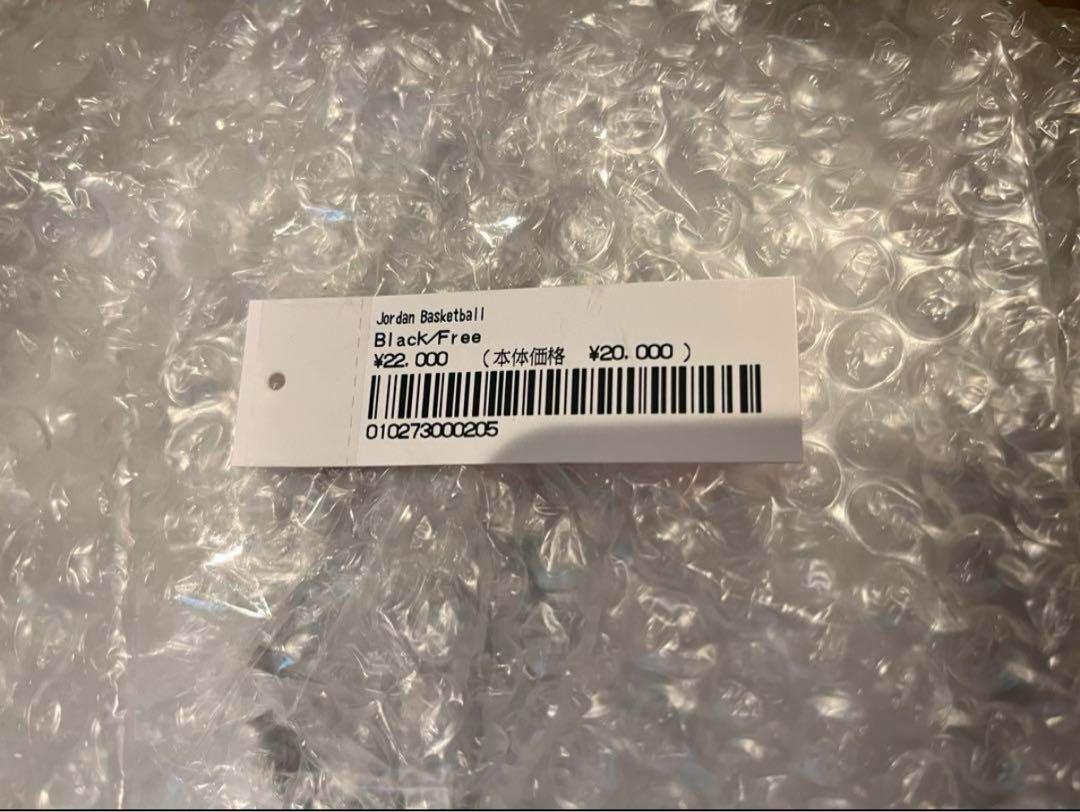 Jordan Basketball
Black/Free
¥22.000 (本体価格 ¥20.000 )
010273000205